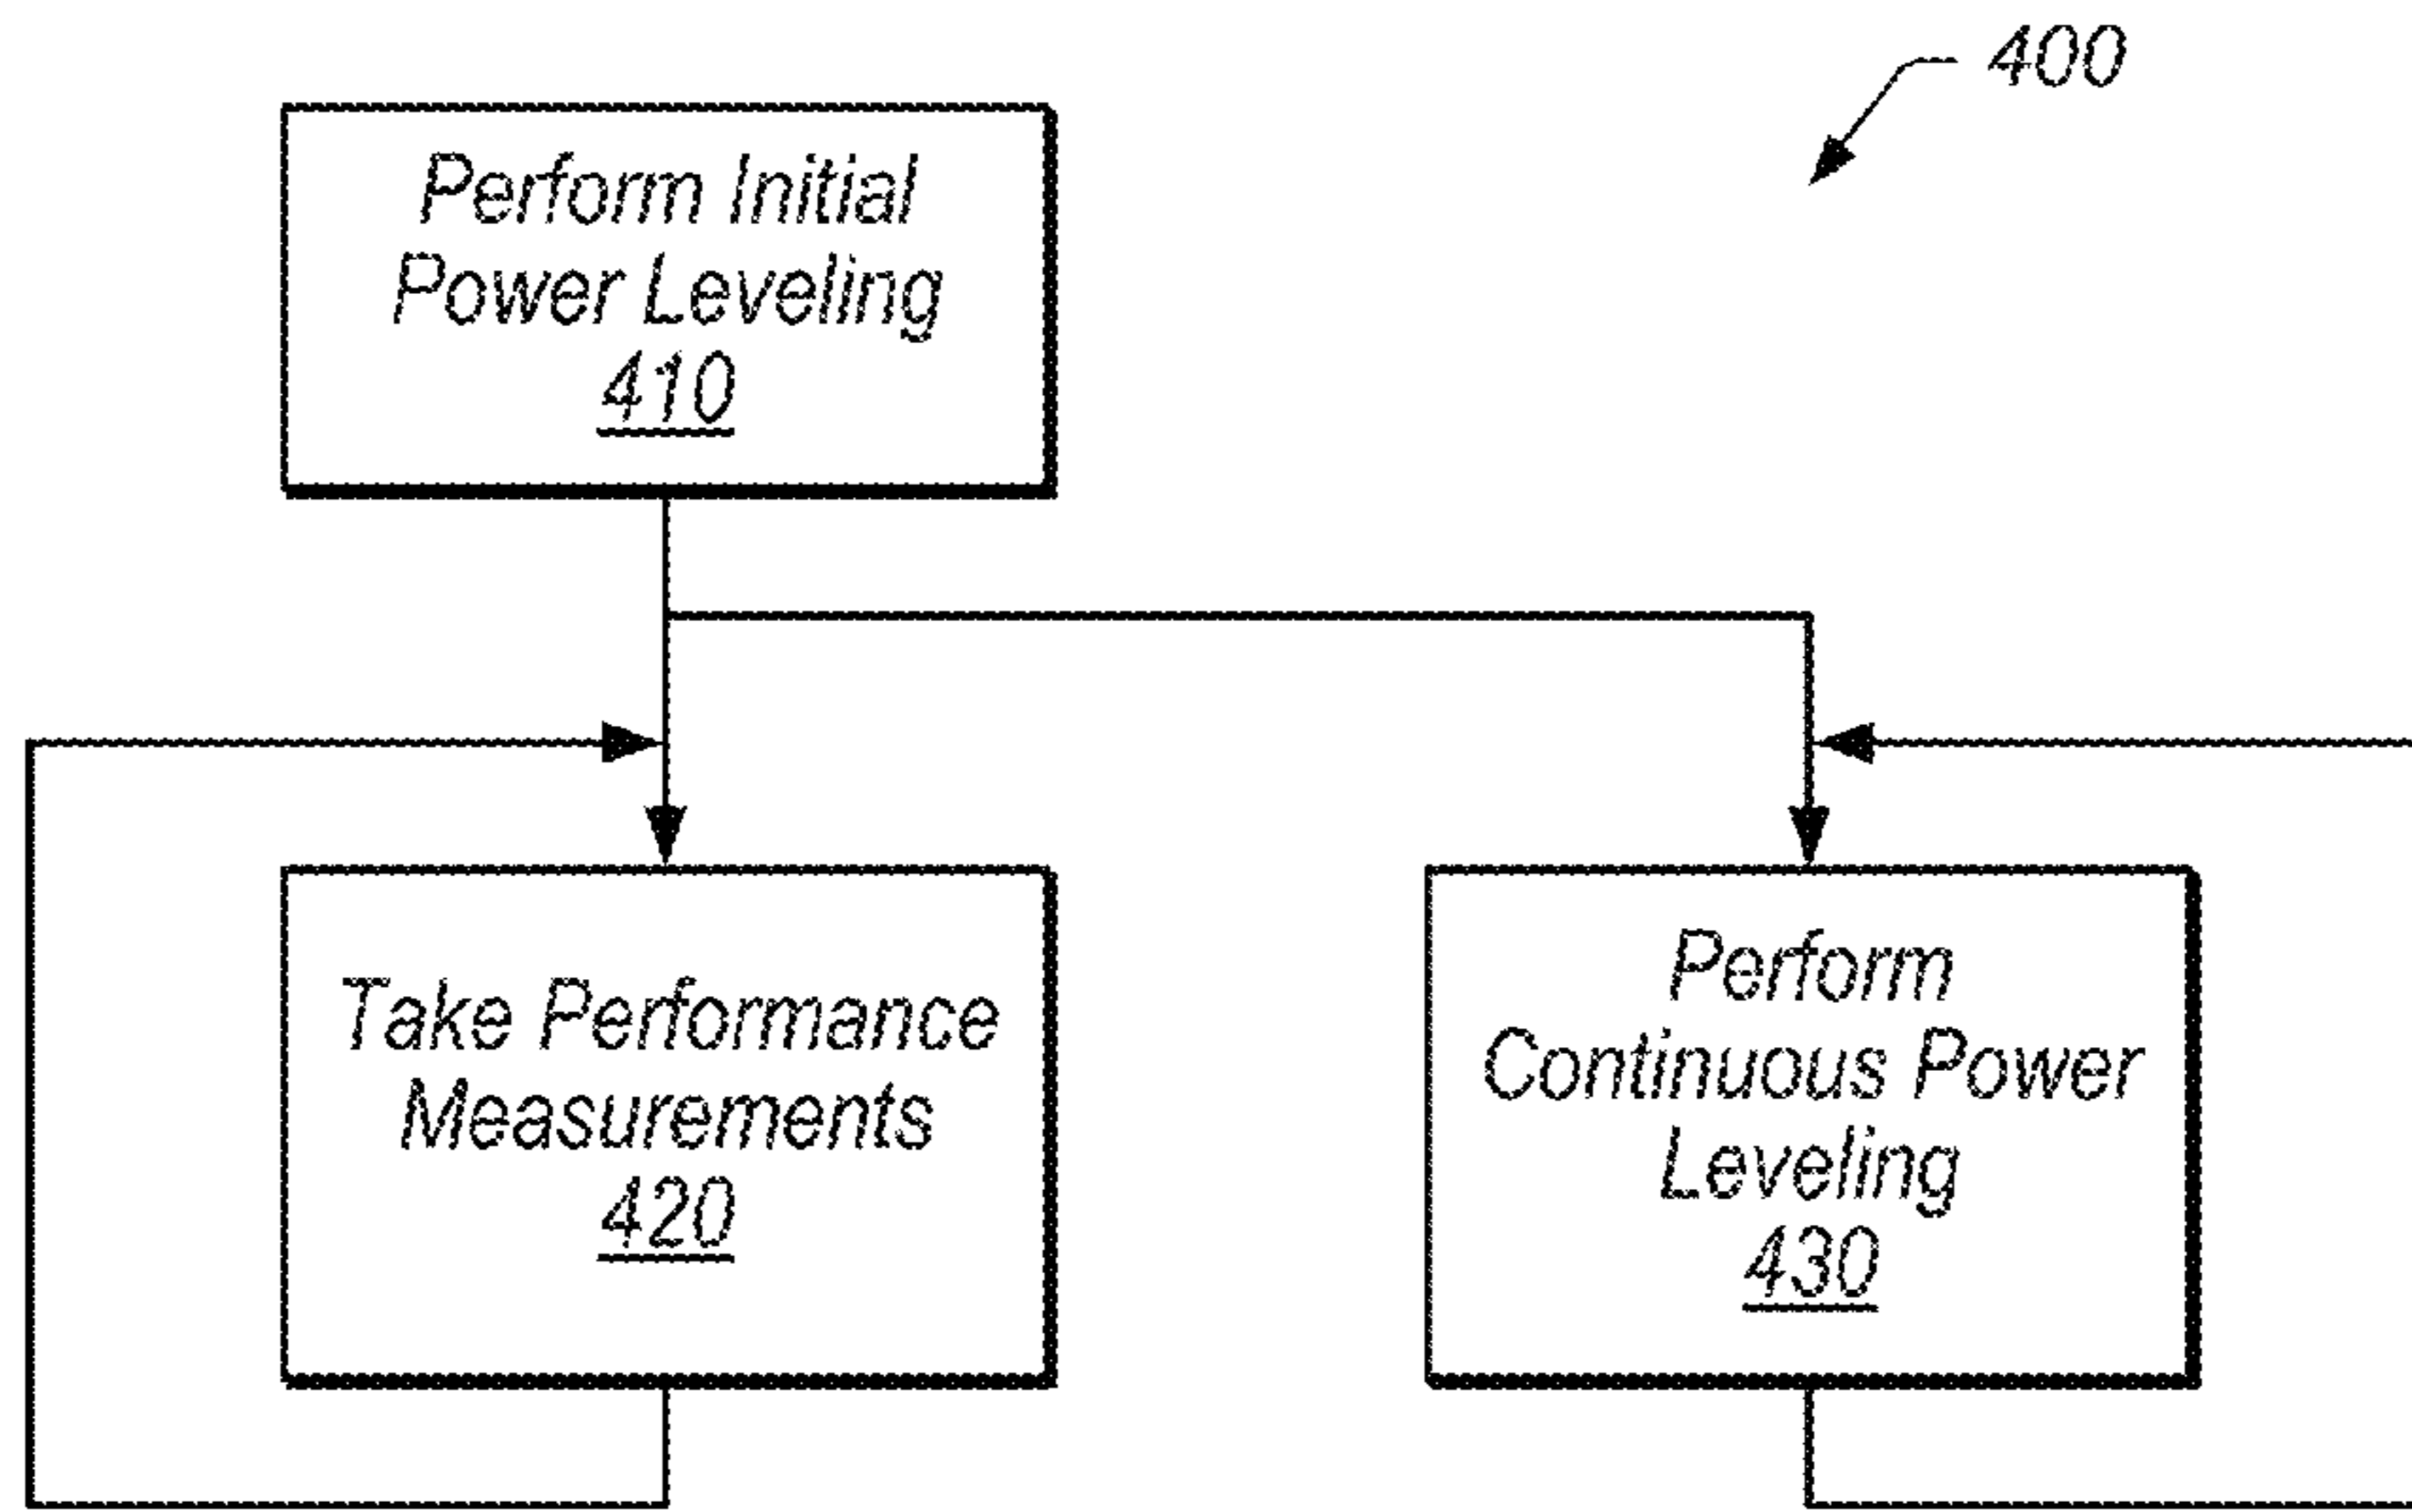 400
Perform Initial
Power Leveling
410
Take Performance
Measurements
420
Perform
Continuous Power
Leveling
430